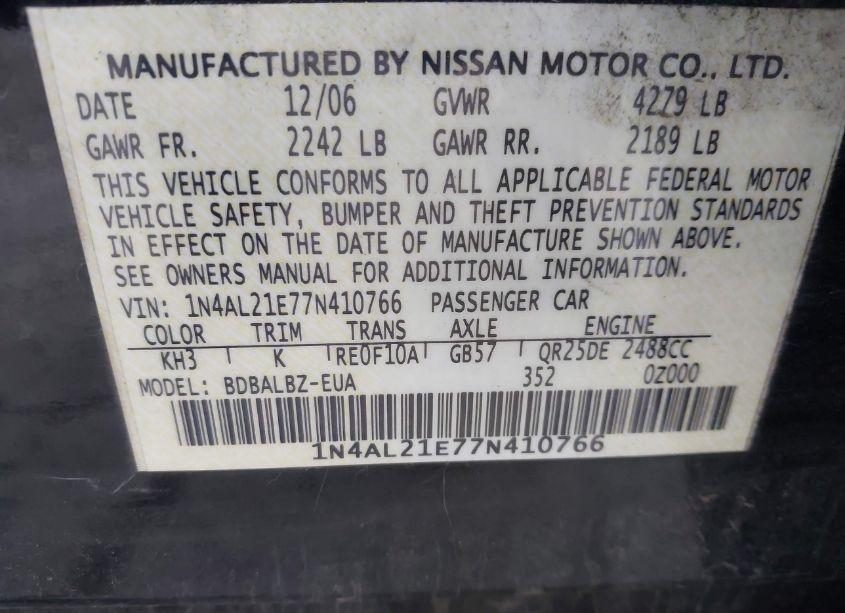 MANUFACTURED BY NISSAN MOTOR CO., LTD.
DATE 12/06 GVWR 4279 LB
GAWR FR. 2242 LB GAWR RR. 2189 LB
THIS VEHICLE CONFORMS TO ALL APPLICABLE FEDERAL MOTOR
VEHICLE SAFETY, BUMPER AND THEFT PREVENTION STANDARDS
IN EFFECT ON THE DATE OF MANUFACTURE SHOWN ABOVE.
SEE OWNERS MANUAL FOR ADDITIONAL INFORMATION.
VIN: 1N4AL21E77N410766 PASSENGER CAR
COLOR TRIM TRANS AXLE ENGINE
KH3 K RE0F10A GB57 QR25DE 2488CC
MODEL: BDBALBZ-EUA 352 0Z000
1N4AL21E77N410766